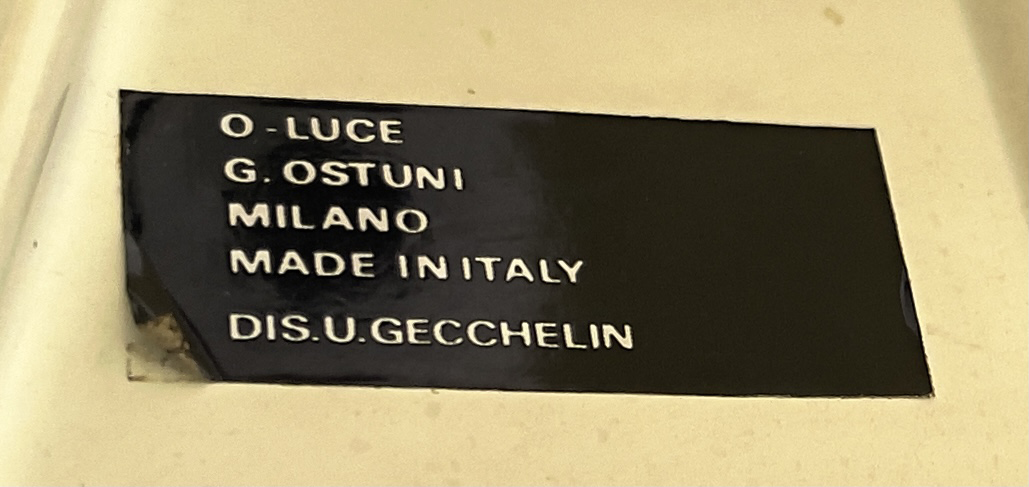 O-LUCE
G. OSTUNI
MILANO
MADE IN ITALY
DIS.U.GECCHELIN